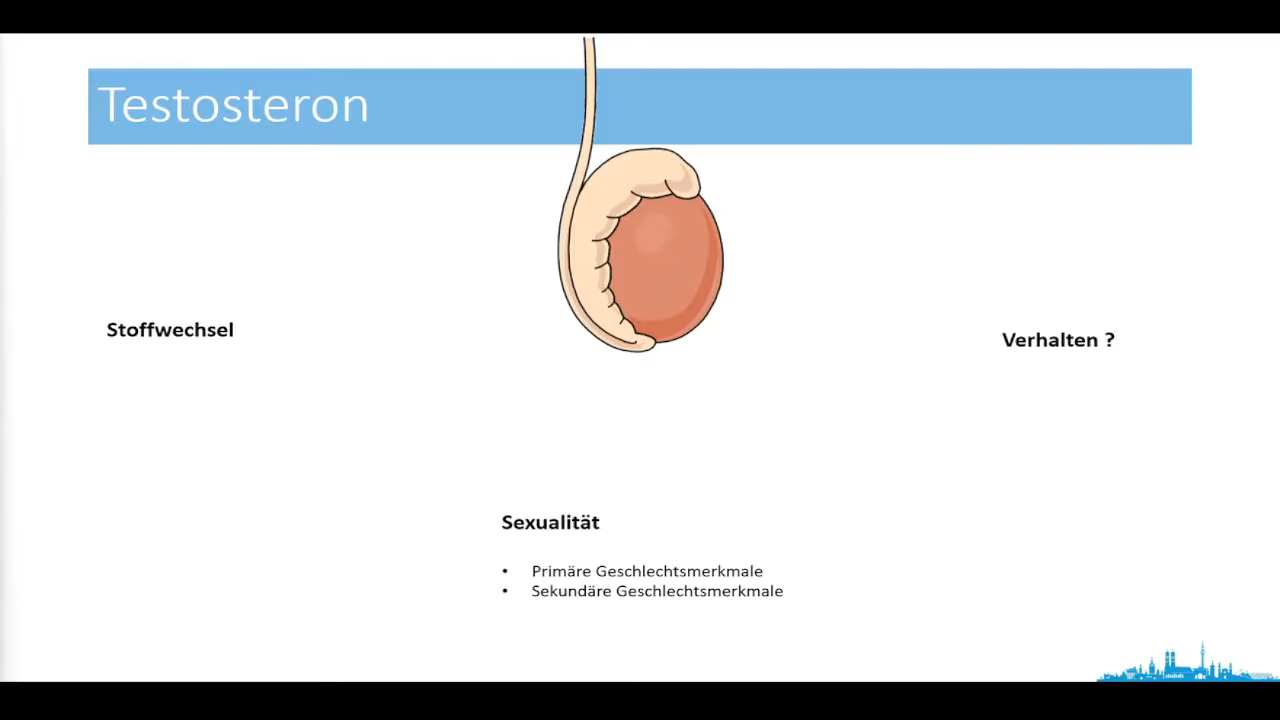 Testosteron
Stoffwechsel
Verhalten ?
Sexualität
• Primäre Geschlechtsmerkmale
• Sekundäre Geschlechtsmerkmale